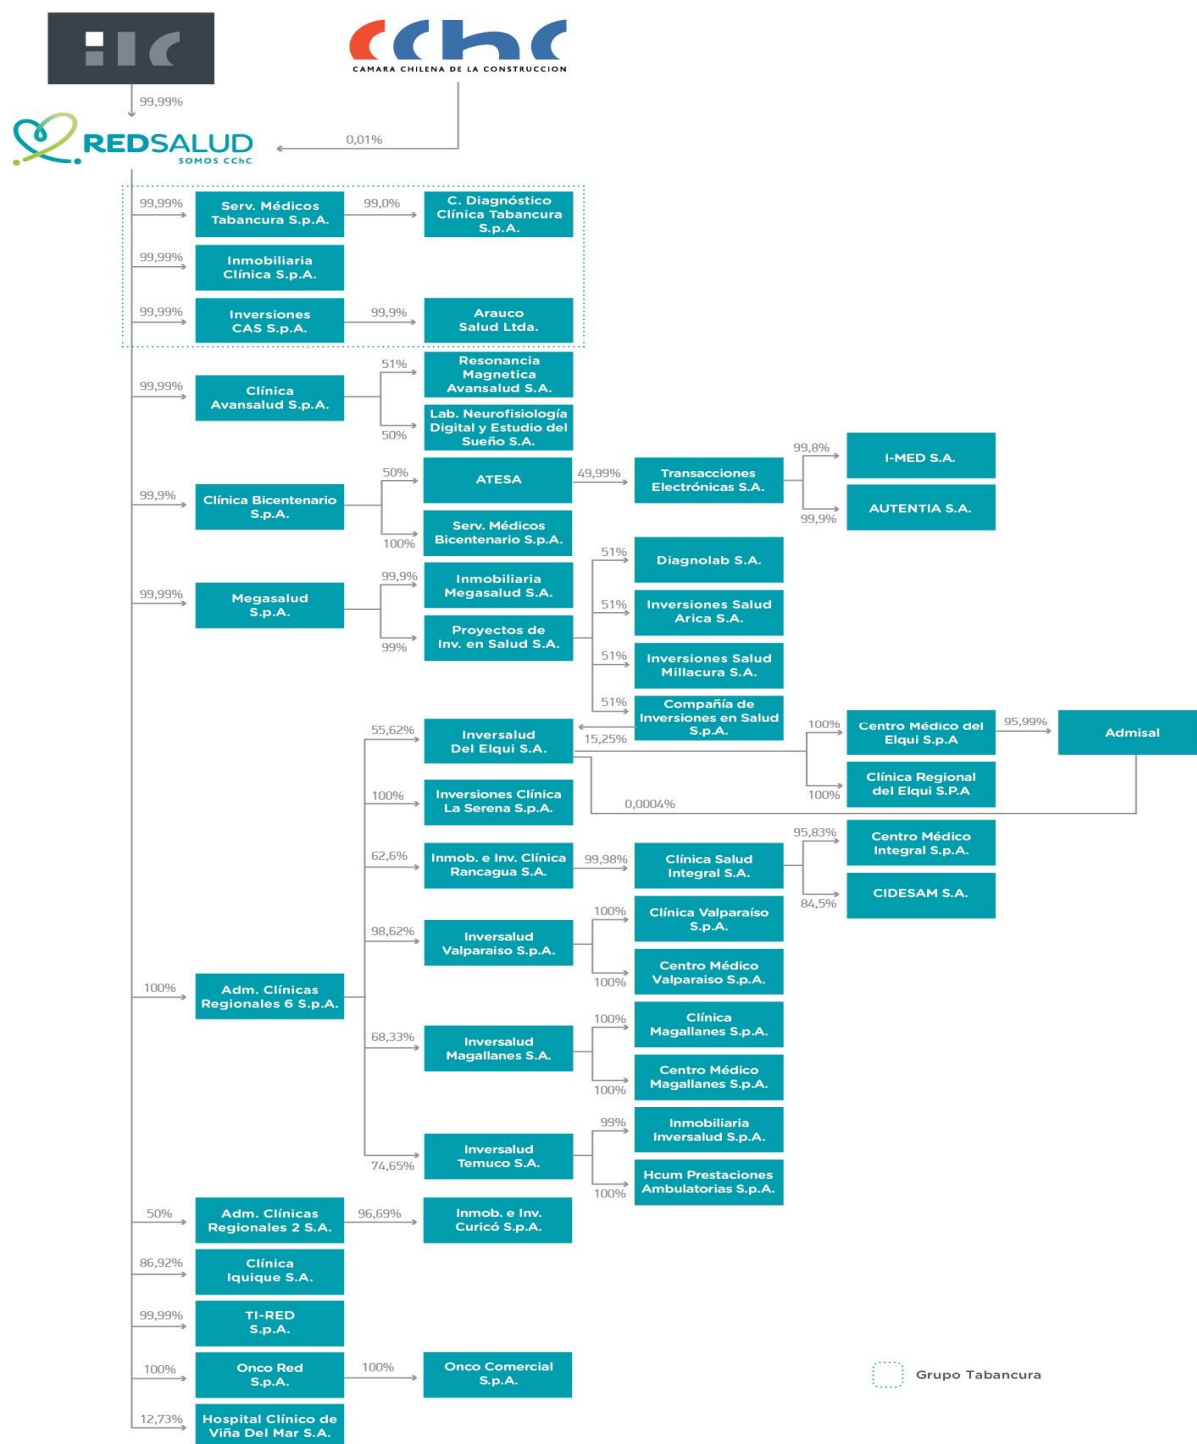 ilc
cchc
CAMARA CHILENA DE LA CONSTRUCCION
99,99%
0,01%
REDSALUD
SOMOS CChC
99,99%
Serv. Médicos
Tabancura S.p.A.
99,0%
C. Diagnóstico
Clínica Tabancura
S.p.A.
99,99%
Inmobiliaria
Clínica S.p.A.
99,99%
Inversiones
CAS S.p.A.
99,9%
Arauco
Salud Ltda.
99,99%
Clínica
Avansalud S.p.A.
51%
Resonancia
Magnetica
Avansalud S.A.
50%
Lab. Neurofisiología
Digital y Estudio del
Sueño S.A.
99,9%
Clínica Bicentenario
S.p.A.
50%
ATESA
49,99%
Transacciones
Electrónicas S.A.
99,8%
I-MED S.A.
99,9%
AUTENTIA S.A.
100%
Serv. Médicos
Bicentenario S.p.A.
99,99%
Megasalud
S.p.A.
99,9%
Inmobiliaria
Megasalud S.A.
99%
Proyectos de
Inv. en Salud S.A.
51%
Diagnolab S.A.
51%
Inversiones Salud
Arica S.A.
51%
Inversiones Salud
Millacura S.A.
51%
Compañía de
Inversiones en Salud
S.p.A.
15,25%
100%
Adm. Clínicas
Regionales 6 S.p.A.
55,62%
Inversalud
Del Elqui S.A.
100%
Centro Médico del
Elqui S.p.A
95,99%
Admisal
100%
Clínica Regional
del Elqui S.P.A
0,0004%
100%
Inversiones Clínica
La Serena S.p.A.
62,6%
Inmob. e Inv. Clínica
Rancagua S.A.
99,98%
Clínica Salud
Integral S.A.
95,83%
Centro Médico
Integral S.p.A.
84,5%
CIDESAM S.A.
98,62%
Inversalud
Valparaiso S.p.A.
100%
Clínica Valparaíso
S.p.A.
100%
Centro Médico
Valparaiso S.p.A.
68,33%
Inversalud
Magallanes S.A.
100%
Clínica
Magallanes S.p.A.
100%
Centro Médico
Magallanes S.p.A.
74,65%
Inversalud
Temuco S.A.
99%
Inmobiliaria
Inversalud S.p.A.
100%
Hcum Prestaciones
Ambulatorias S.p.A.
50%
Adm. Clínicas
Regionales 2 S.A.
96,69%
Inmob. e Inv.
Curicó S.p.A.
86,92%
Clínica
Iquique S.A.
99,99%
TI-RED
S.p.A.
100%
Onco Red
S.p.A.
100%
Onco Comercial
S.p.A.
12,73%
Hospital Clínico de
Viña Del Mar S.A.
Grupo Tabancura